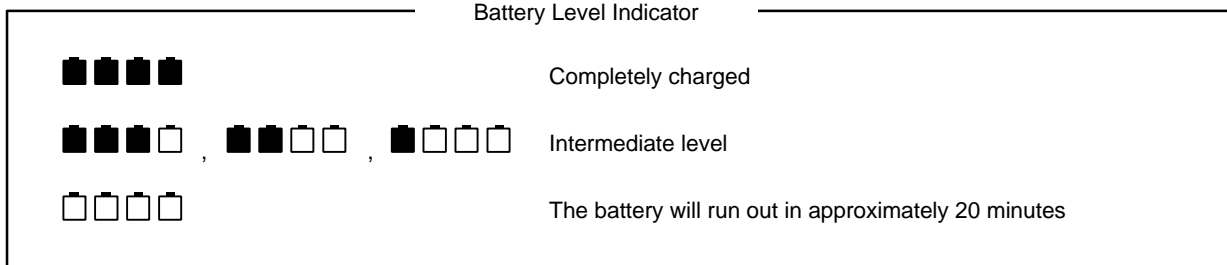 Battery Level Indicator
Completely charged
, , Intermediate level
The battery will run out in approximately 20 minutes